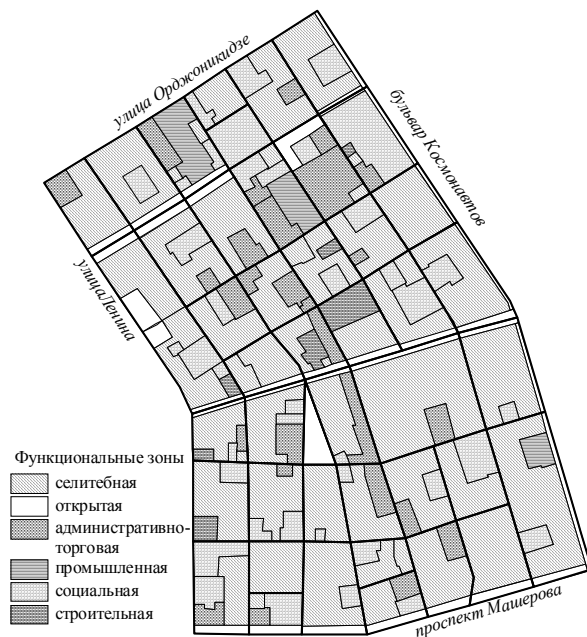 улица Орджоникидзе
бульвар Космонавтов
улицаЛенина
Функциональные зоны
селитебная
открытая
административно-
торговая
промышленная
социальная
строительная
проспект Машерова